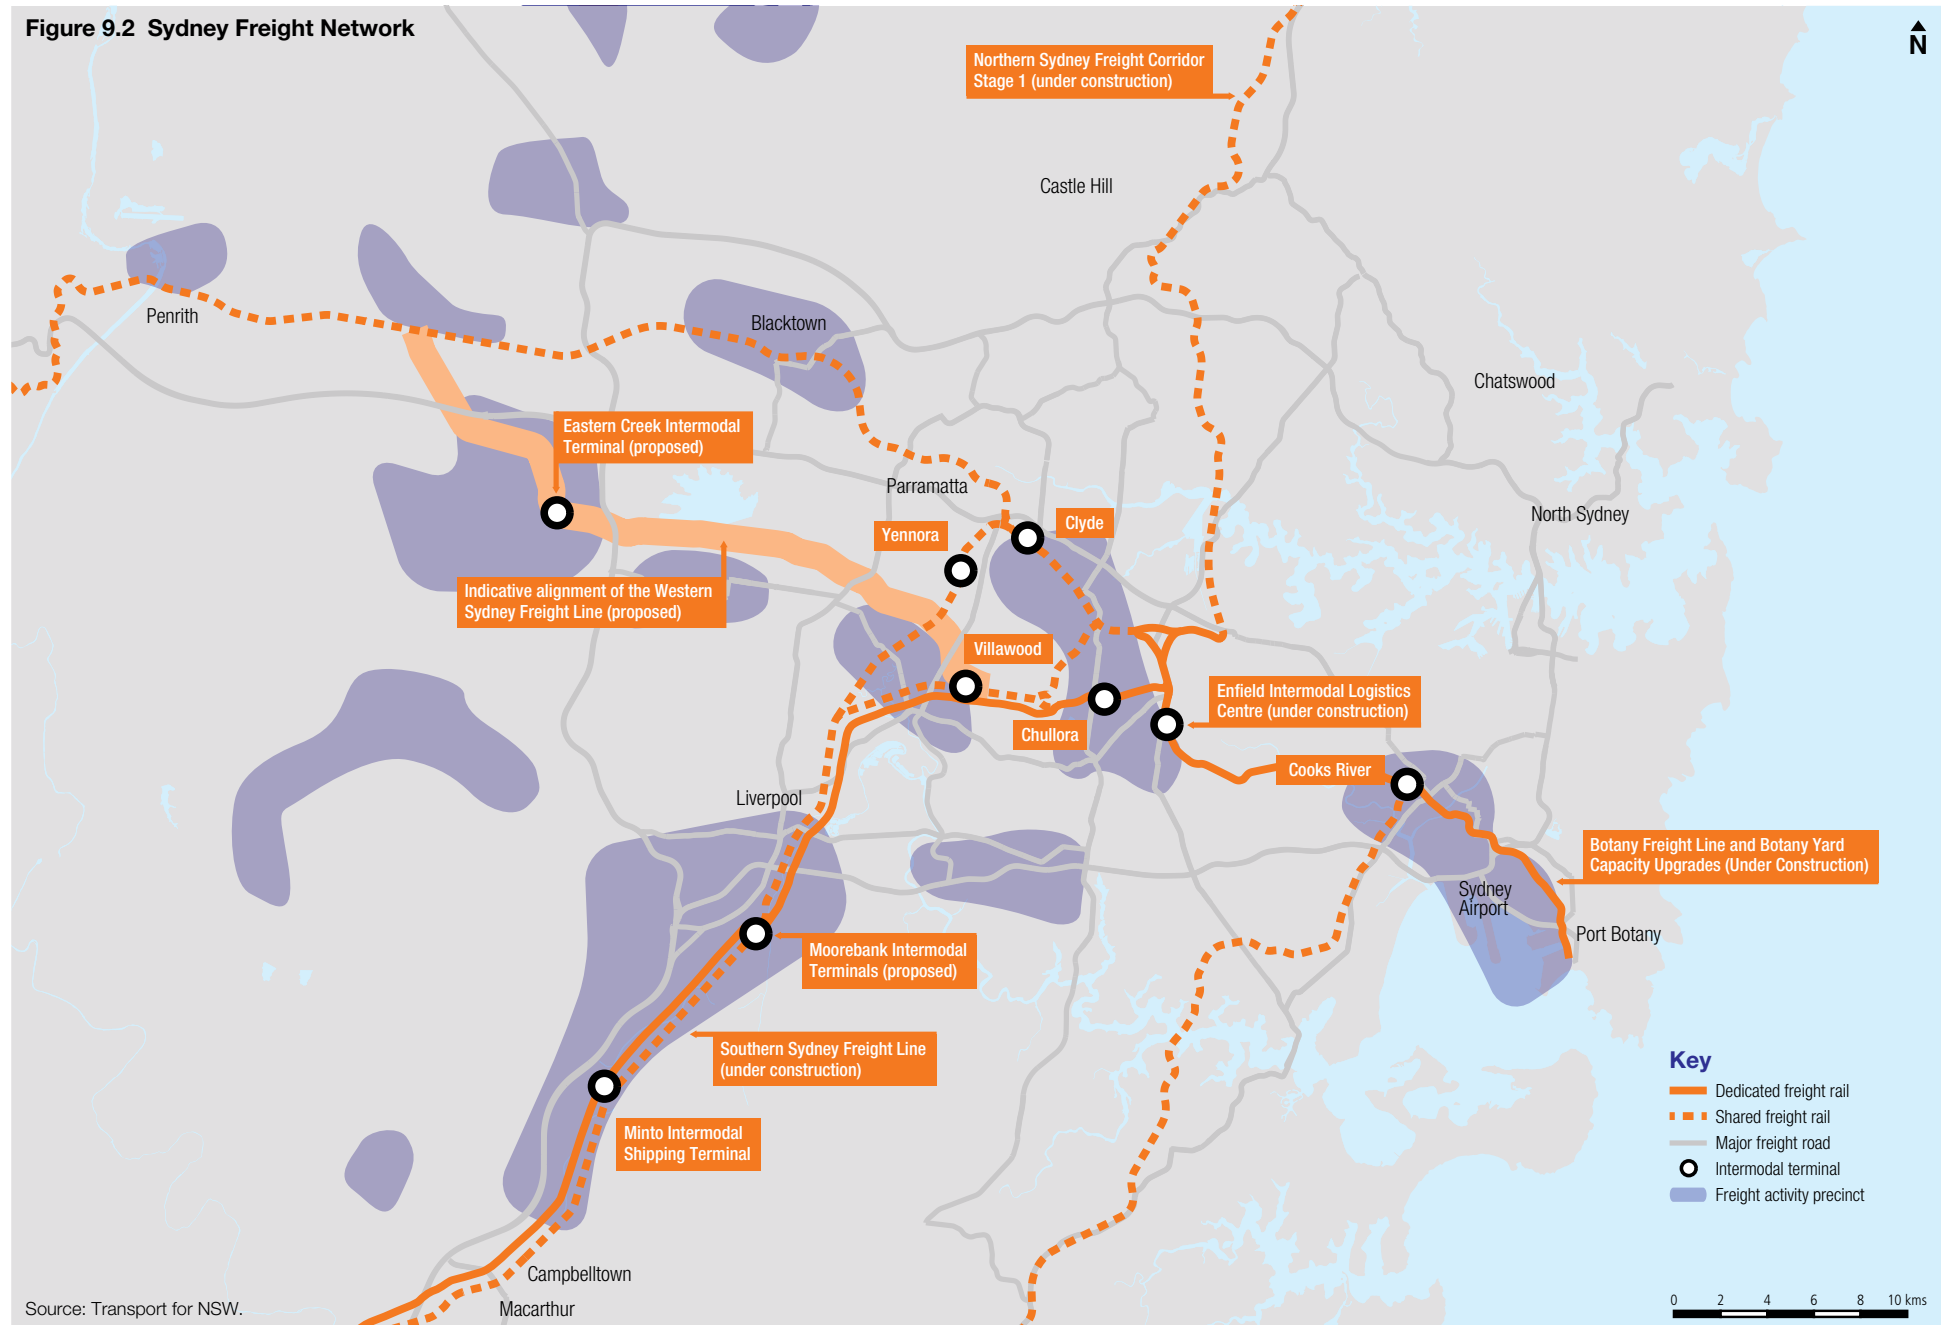 Figure 9.2 Sydney Freight Network
N
Northern Sydney Freight Corridor
Stage 1 (under construction)
Castle Hill
Penrith
Blacktown
Chatswood
Eastern Creek Intermodal
Terminal (proposed)
Parramatta
North Sydney
Clyde
Yennora
Indicative alignment of the Western
Sydney Freight Line (proposed)
Villawood
Enfield Intermodal Logistics
Centre (under construction)
Chullora
Cooks River
Liverpool
Botany Freight Line and Botany Yard
Capacity Upgrades (Under Construction)
Sydney
Airport
Port Botany
Moorebank Intermodal
Terminals (proposed)
Southern Sydney Freight Line
(under construction)
Minto Intermodal
Shipping Terminal
Key
Dedicated freight rail
Shared freight rail
Major freight road
Intermodal terminal
Freight activity precinct
Campbelltown
Macarthur
Source: Transport for NSW.
0 2 4 6 8 10 kms